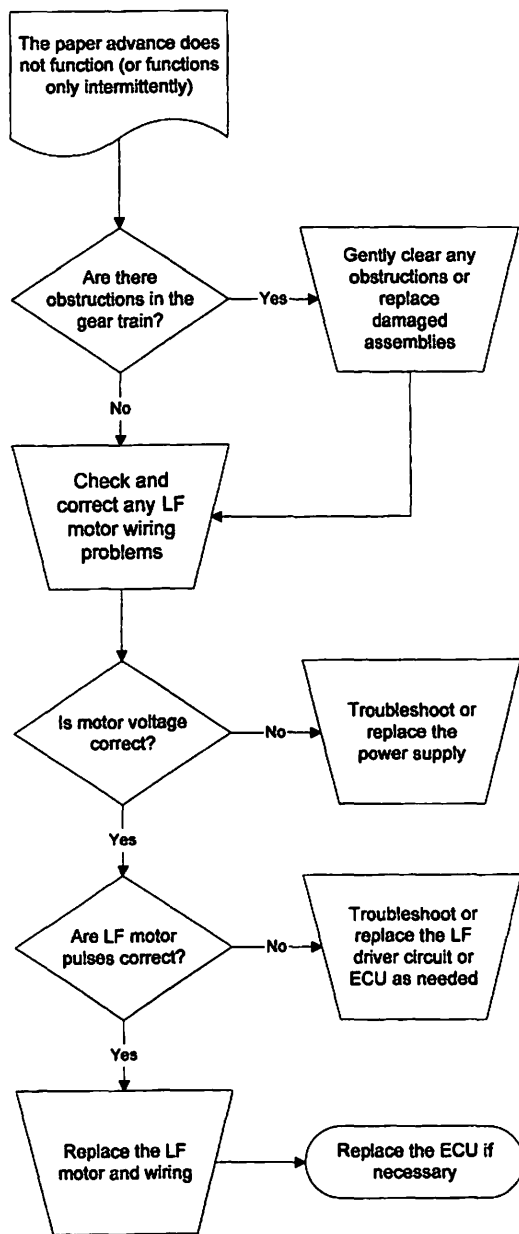 The paper advance does
not function (or functions
only intermittently)
Are there
obstructions in the
gear train?
Yes
Gently clear any
obstructions or
replace
damaged
assemblies
No
Check and
correct any LF
motor wiring
problems
Is motor voltage
correct?
No
Troubleshoot or
replace the
power supply
Yes
Are LF motor
pulses correct?
No
Troubleshoot or
replace the LF
driver circuit or
ECU as needed
Yes
Replace the LF
motor and wiring
Replace the ECU if
necessary